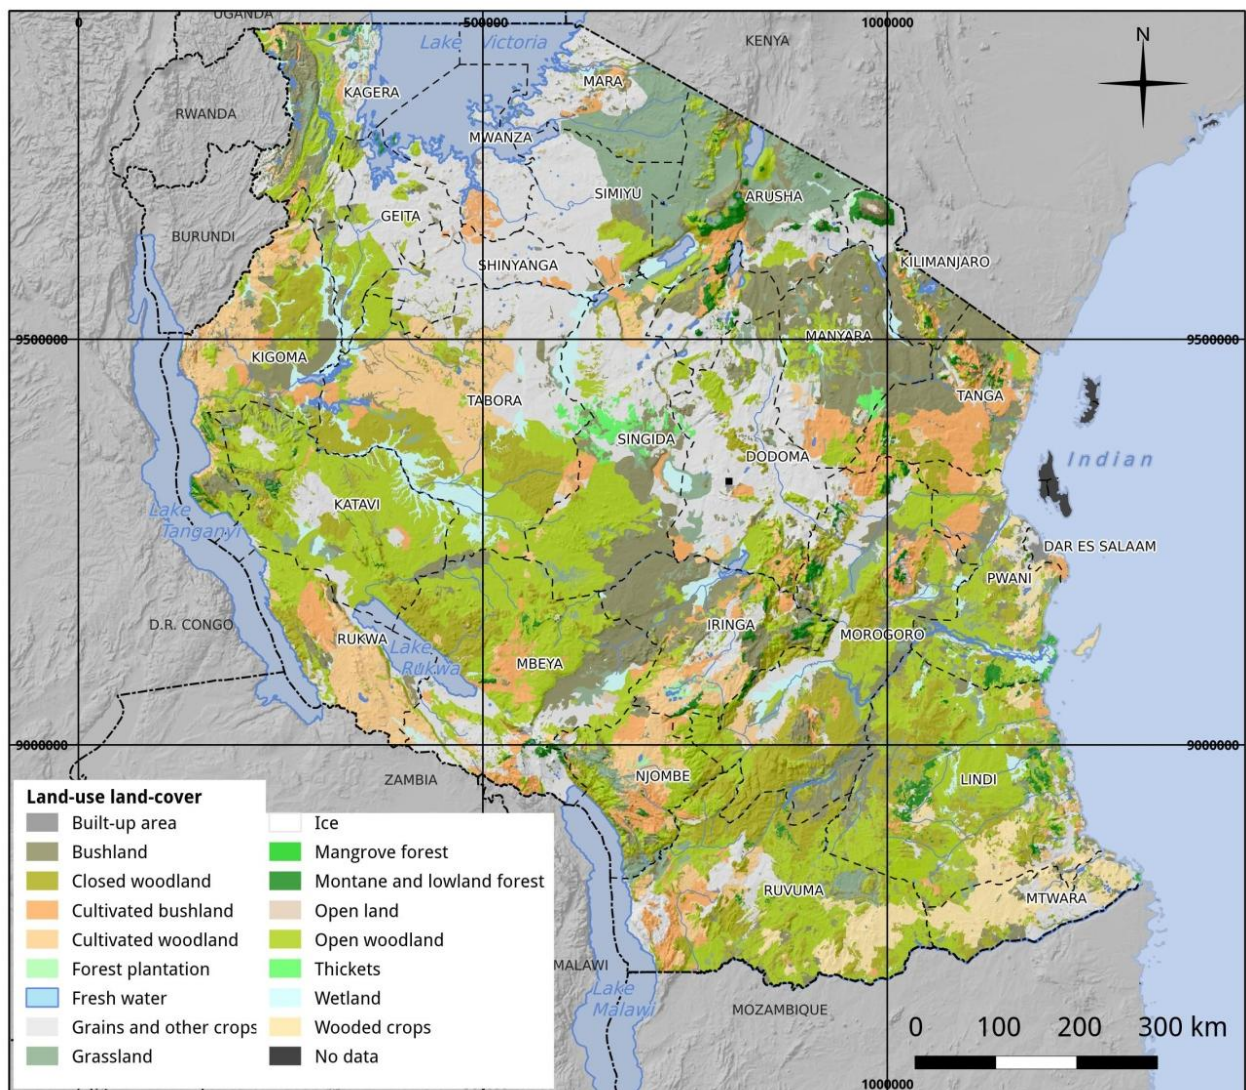 UGANDA
0
500000
1000000
Lake Victoria
KENYA
N
MARA
KAGERA
RWANDA
MWANZA
SIMIYU
ARUSHA
GEITA
BURUNDI
SHINYANGA
KILIMANJARO
9500000
9500000
MANYARA
KIGOMA
TABORA
TANGA
SINGIDA
DODOMA
Indian
KATAVI
Lake
Tanganyi
DAR ES SALAAM
PWANI
D.R. CONGO
IRINGA
MOROGORO
RUKWA
Lake
Rukwa
MBEYA
9000000
9000000
ZAMBIA
NJOMBE
LINDI
RUVUMA
MTWARA
MALAWI
Lake
Malawi
MOZAMBIQUE
Land-use land-cover
Built-up area
Bushland
Closed woodland
Cultivated bushland
Cultivated woodland
Forest plantation
Fresh water
Grains and other crops
Grassland
Ice
Mangrove forest
Montane and lowland forest
Open land
Open woodland
Thickets
Wetland
Wooded crops
No data
0 100 200 300 km
1000000